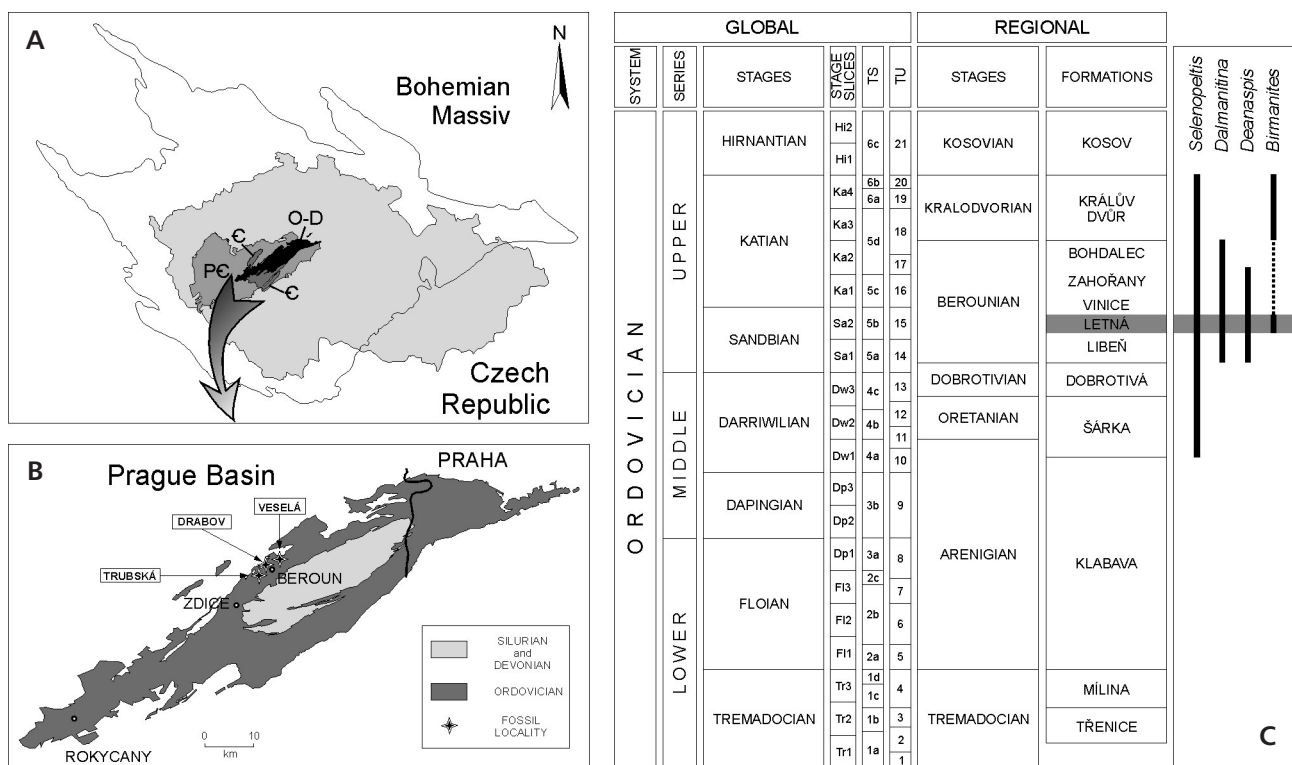 A
N
Bohemian
Massiv
O-D
Є
PЄ
Є
Czech
Republic
B
Prague Basin
PRAHA
VESELÁ
DRABOV
TRUBSKÁ
BEROUN
ZDICE
ROKYCANY
0 10
km
SILURIAN
and
DEVONIAN
ORDOVICIAN
FOSSIL
LOCALITY
GLOBAL
REGIONAL
SYSTEM
SERIES
STAGES
STAGE
SLICES
TS
TU
STAGES
FORMATIONS
Selenopeltis
Dalmanitina
Deanaspis
Birmanites
ORDOVICIAN
UPPER
MIDDLE
LOWER
HIRNANTIAN
KATIAN
SANDBIAN
DARRIWILIAN
DAPINGIAN
FLOIAN
TREMADOCIAN
Hi2
Hi1
Ka4
Ka3
Ka2
Ka1
Sa2
Sa1
Dw3
Dw2
Dw1
Dp3
Dp2
Dp1
Fl3
Fl2
Fl1
Tr3
Tr2
Tr1
6c
6b
6a
5d
5c
5b
5a
4c
4b
4a
3b
3a
2c
2b
2a
1d
1c
1b
1a
21
20
19
18
17
16
15
14
13
12
11
10
9
8
7
6
5
4
3
2
1
KOSOVIAN
KRALODVORIAN
BEROUNIAN
DOBROTIVIAN
ORETANIAN
ARENIGIAN
TREMADOCIAN
KOSOV
KRÁLŮV
DVŮR
BOHDALEC
ZAHOŘANY
VINICE
LETNÁ
LIBEŇ
DOBROTIVÁ
ŠÁRKA
KLABAVA
MÍLINA
TŘENICE
C